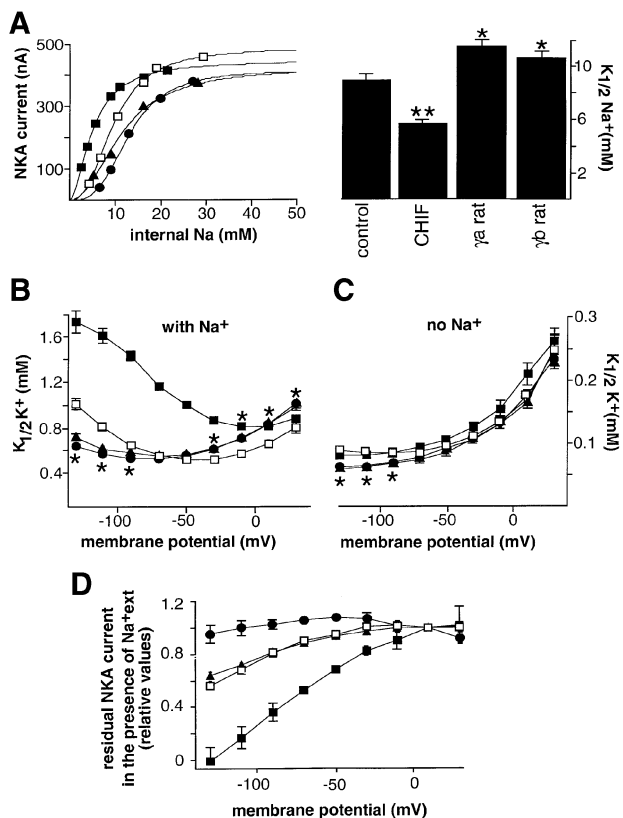 A
NKA current (nA)
500
300
100
10 20 30 40 50
internal Na (mM)
* *
**
K1/2 Na+(mM)
10
6
2
control
CHIF
γa rat
γb rat
B
with Na+
K1/2 K+ (mM)
1.6
1.2
0.8
0.4
* * * *
* * *
-100 -50 0
membrane potential (mV)
C
no Na+
K1/2 K+(mM)
0.3
0.2
0.1
* * *
-100 -50 0
membrane potential (mV)
D
residual NKA current
in the presence of Na+ext
(relative values)
1.2
0.8
0.4
0
-100 -50 0
membrane potential (mV)